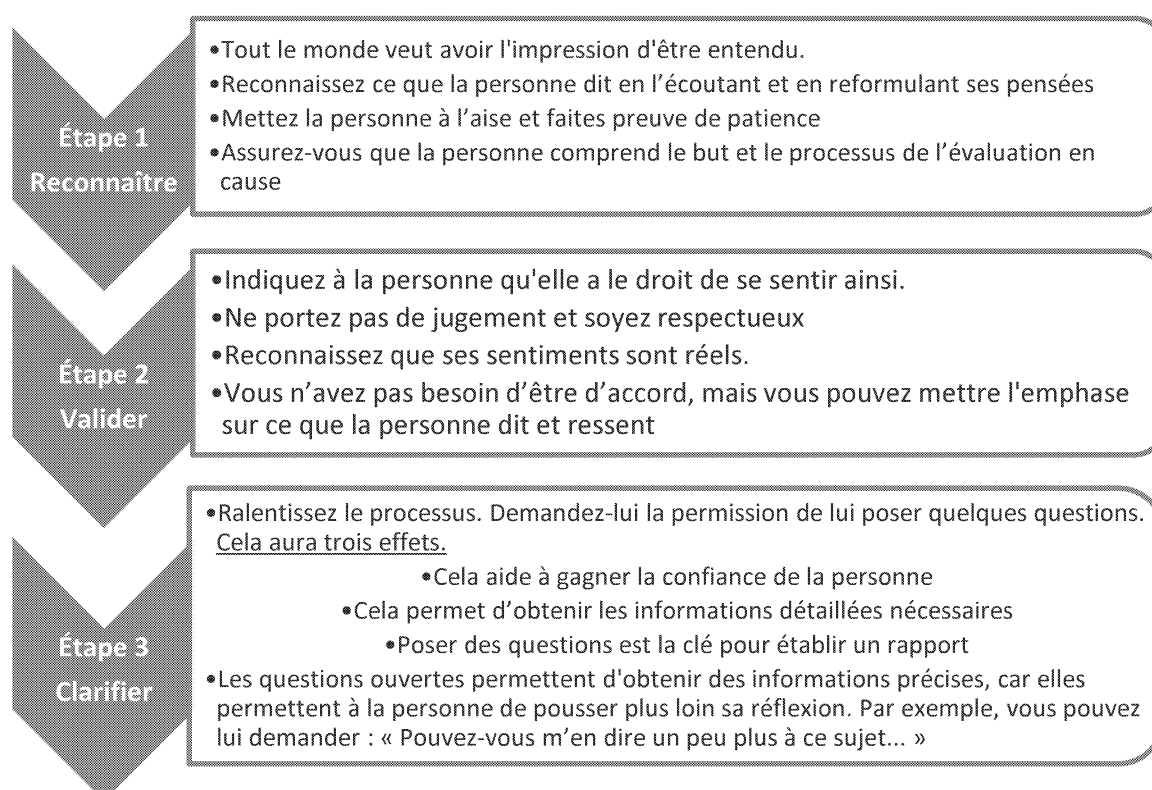 Étape 1
Reconnaître
•Tout le monde veut avoir l'impression d'être entendu.
•Reconnaissez ce que la personne dit en l’écoutant et en reformulant ses pensées
•Mettez la personne à l’aise et faites preuve de patience
•Assurez-vous que la personne comprend le but et le processus de l’évaluation en
cause
Étape 2
Valider
•Indiquez à la personne qu'elle a le droit de se sentir ainsi.
•Ne portez pas de jugement et soyez respectueux
•Reconnaissez que ses sentiments sont réels.
•Vous n’avez pas besoin d’être d’accord, mais vous pouvez mettre l'emphase
sur ce que la personne dit et ressent
Étape 3
Clarifier
•Ralentissez le processus. Demandez-lui la permission de lui poser quelques questions.
Cela aura trois effets.
•Cela aide à gagner la confiance de la personne
•Cela permet d’obtenir les informations détaillées nécessaires
•Poser des questions est la clé pour établir un rapport
•Les questions ouvertes permettent d'obtenir des informations précises, car elles
permettent à la personne de pousser plus loin sa réflexion. Par exemple, vous pouvez
lui demander : « Pouvez-vous m’en dire un peu plus à ce sujet... »